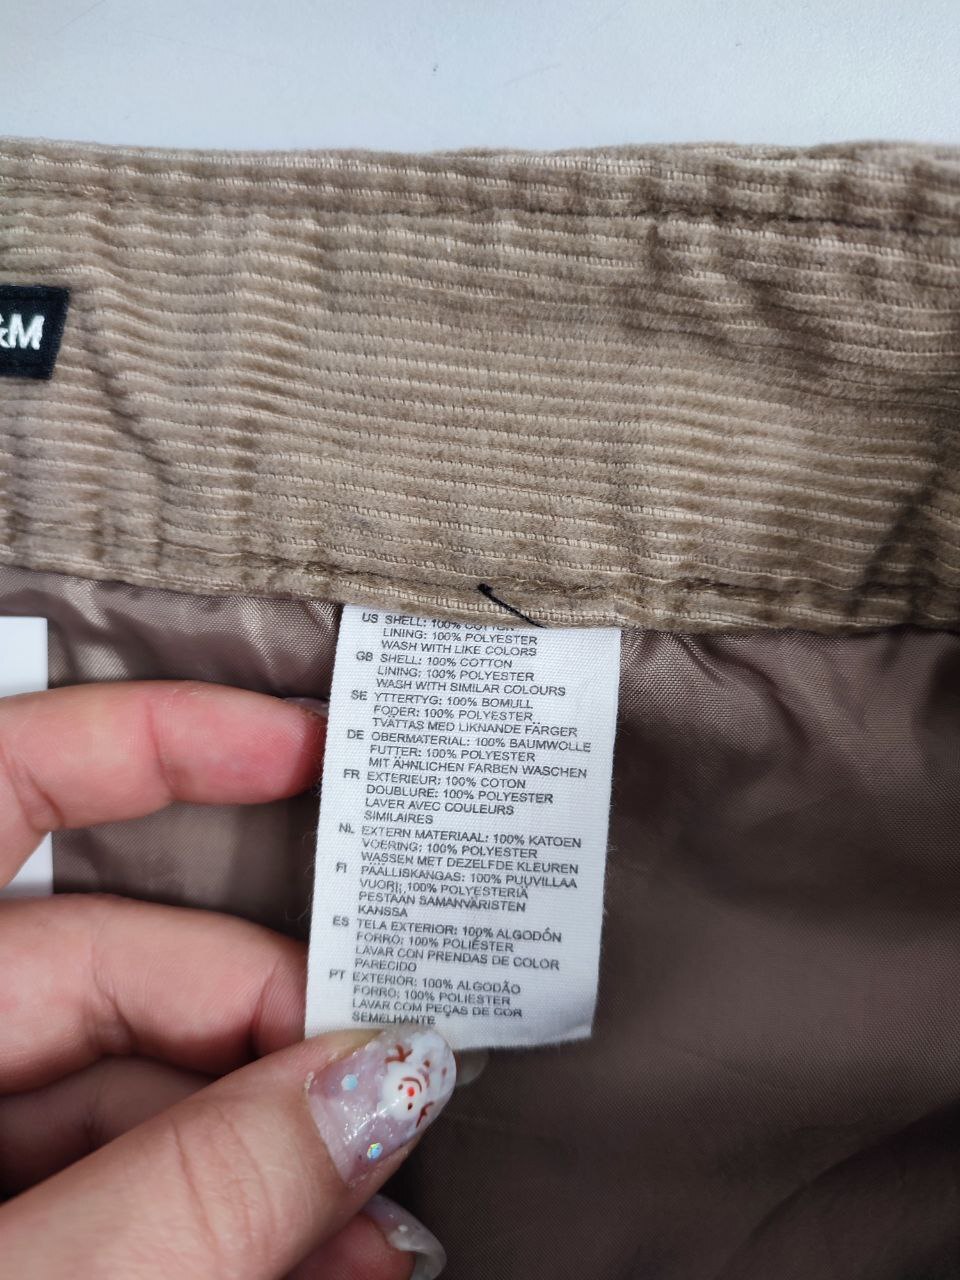 &M
US SHELL: 100% COTTON
LINING: 100% POLYESTER
WASH WITH LIKE COLORS
GB SHELL: 100% COTTON
LINING: 100% POLYESTER
WASH WITH SIMILAR COLOURS
SE YTTERTYG: 100% BOMULL
FODER: 100% POLYESTER
TVÄTTAS MED LIKNANDE FÄRGER
DE OBERMATERIAL: 100% BAUMWOLLE
FUTTER: 100% POLYESTER
MIT ÄHNLICHEN FARBEN WASCHEN
FR EXTERIEUR: 100% COTON
DOUBLURE: 100% POLYESTER
LAVER AVEC COULEURS
SIMILAIRES
NL EXTERN MATERIAAL: 100% KATOEN
VOERING: 100% POLYESTER
WASSEN MET DEZELFDE KLEUREN
FI PÄÄLLISKANGAS: 100% PUUVILLAA
VUORI: 100% POLYESTERIÄ
PESTÄÄN SAMANVÄRISTEN
KANSSA
ES TELA EXTERIOR: 100% ALGODÓN
FORRO: 100% POLIÉSTER
LAVAR CON PRENDAS DE COLOR
PARECIDO
PT EXTERIOR: 100% ALGODÃO
FORRO: 100% POLIESTER
LAVAR COM PEÇAS DE COR
SEMELHANTE